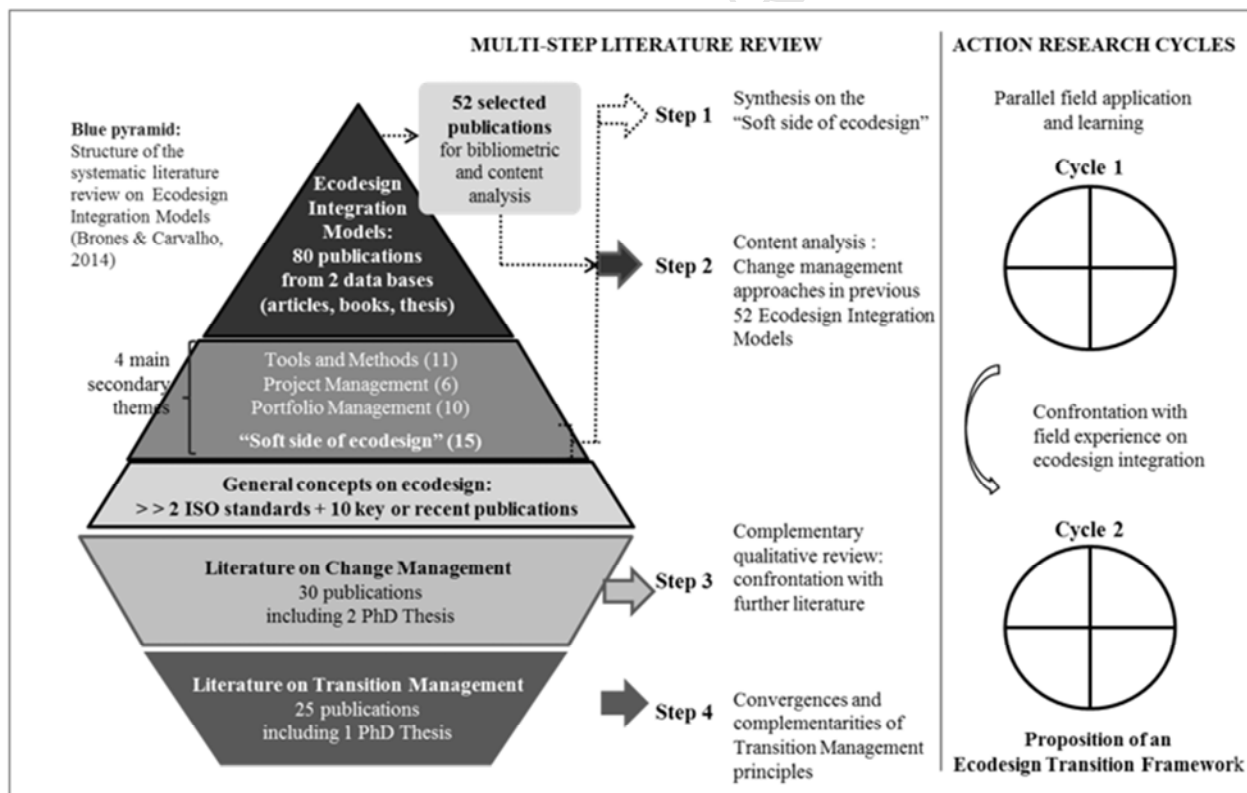 MULTI-STEP LITERATURE REVIEW
ACTION RESEARCH CYCLES
Blue pyramid:
Structure of the
systematic literature
review on Ecodesign
Integration Models
(Brones & Carvalho,
2014)
52 selected
publications
for bibliometric
and content
analysis
Ecodesign
Integration
Models:
80 publications
from 2 data bases
(articles, books, thesis)
4 main
secondary
themes
Tools and Methods (11)
Project Management (6)
Portfolio Management (10)
“Soft side of ecodesign” (15)
General concepts on ecodesign:
> > 2 ISO standards + 10 key or recent publications
Literature on Change Management
30 publications
including 2 PhD Thesis
Literature on Transition Management
25 publications
including 1 PhD Thesis
Step 1
Synthesis on the
“Soft side of ecodesign”
Step 2
Content analysis :
Change management
approaches in previous
52 Ecodesign Integration
Models
Step 3
Complementary
qualitative review:
confrontation with
further literature
Step 4
Convergences and
complementarities of
Transition Management
principles
Parallel field application
and learning
Cycle 1
Confrontation with
field experience on
ecodesign integration
Cycle 2
Proposition of an
Ecodesign Transition Framework